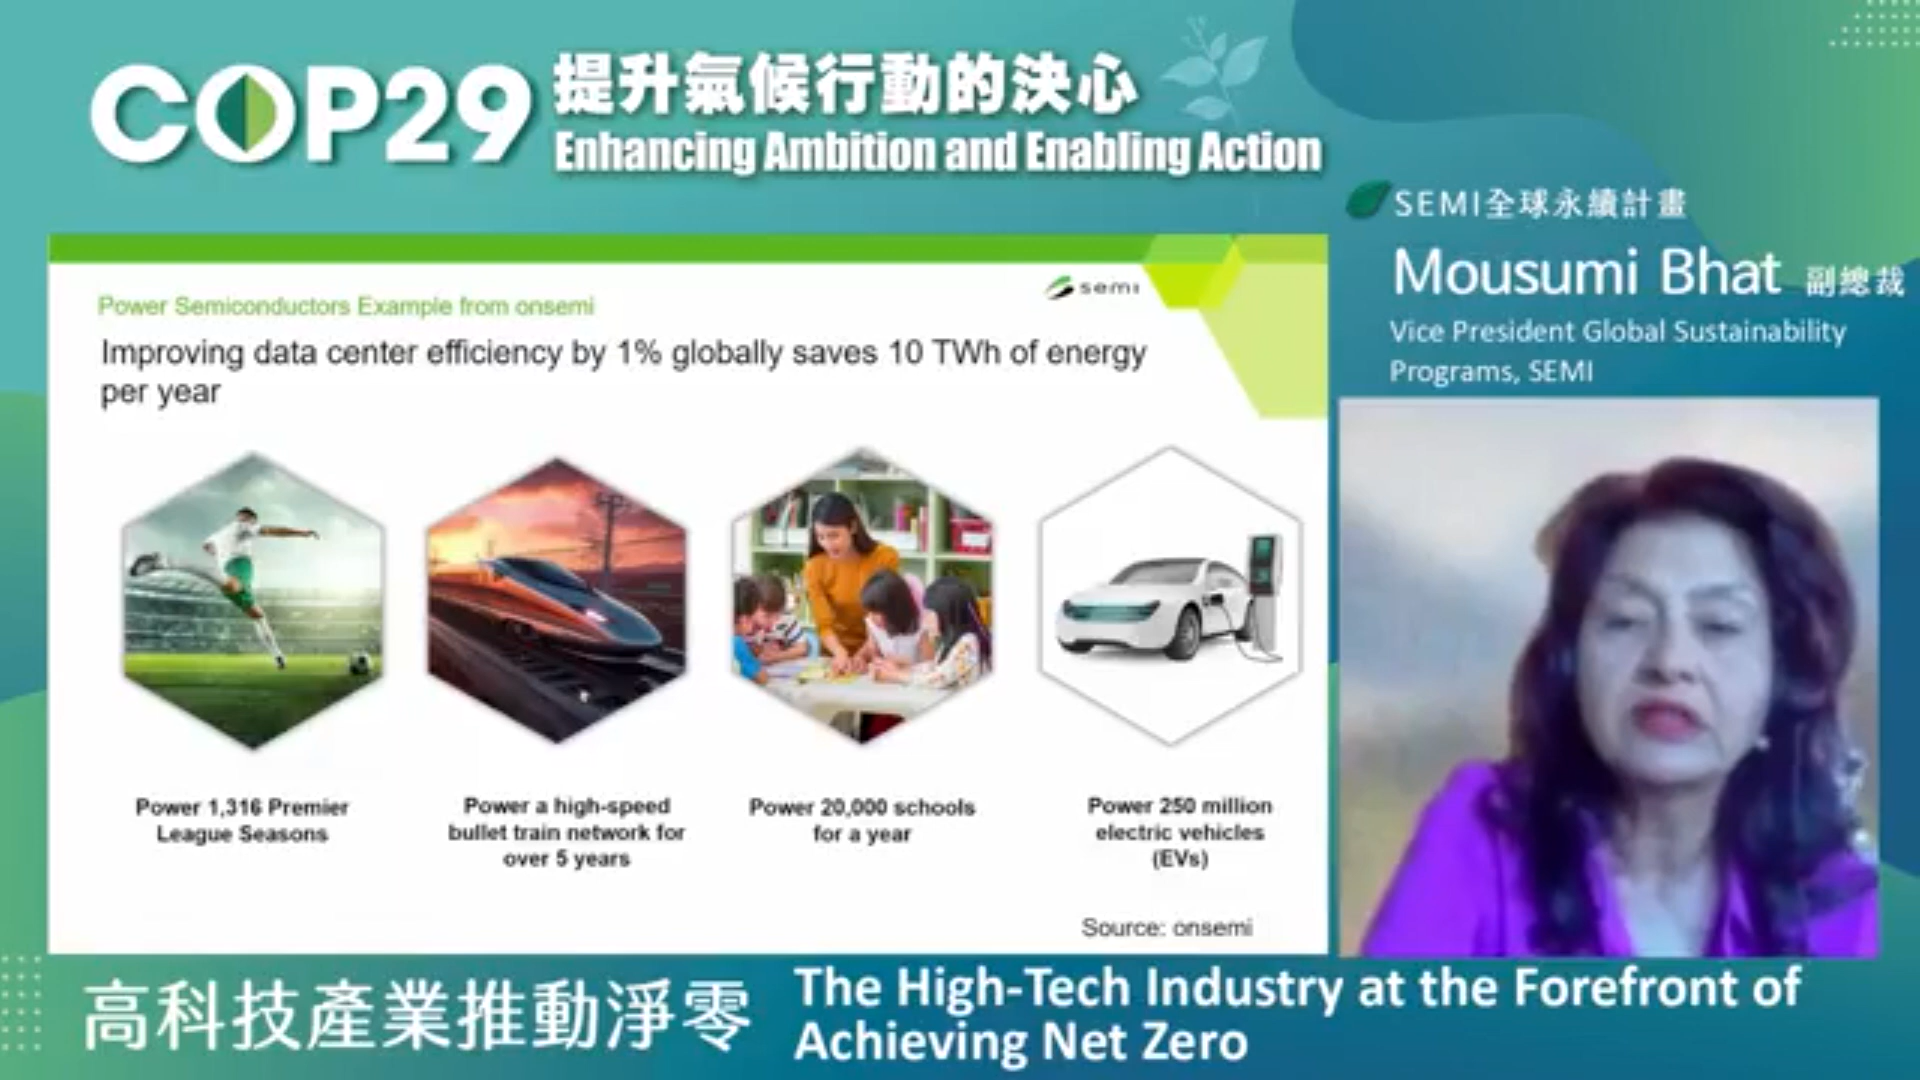 COP29
提升氣候行動的決心
Enhancing Ambition and Enabling Action
SEMI全球永續計畫
Mousumi Bhat 副總裁
Vice President Global Sustainability
Programs, SEMI
semi
Power Semiconductors Example from onsemi
Improving data center efficiency by 1% globally saves 10 TWh of energy
per year
Power 1,316 Premier
League Seasons
Power a high-speed
bullet train network for
over 5 years
Power 20,000 schools
for a year
Power 250 million
electric vehicles
(EVs)
Source: onsemi
高科技產業推動淨零
The High-Tech Industry at the Forefront of
Achieving Net Zero